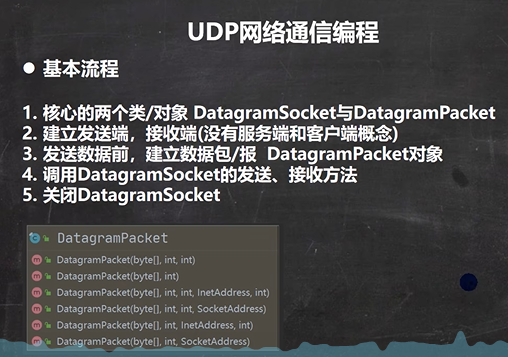 UDP网络通信编程
● 基本流程
1. 核心的两个类/对象 DatagramSocket与DatagramPacket
2. 建立发送端，接收端(没有服务端和客户端概念)
3. 发送数据前，建立数据包/报 DatagramPacket对象
4. 调用DatagramSocket的发送、接收方法
5. 关闭DatagramSocket
DatagramPacket
DatagramPacket(byte[], int, int)
DatagramPacket(byte[], int)
DatagramPacket(byte[], int, int, InetAddress, int)
DatagramPacket(byte[], int, int, SocketAddress)
DatagramPacket(byte[], int, InetAddress, int)
DatagramPacket(byte[], int, SocketAddress)